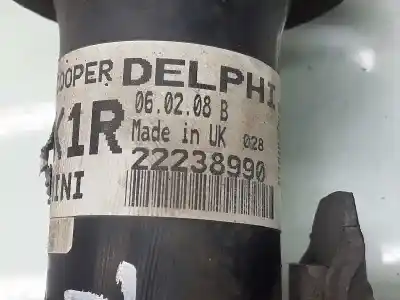 OOPER DELPHI
06.02.08 B
K1R Made in UK 028
22238990
INI